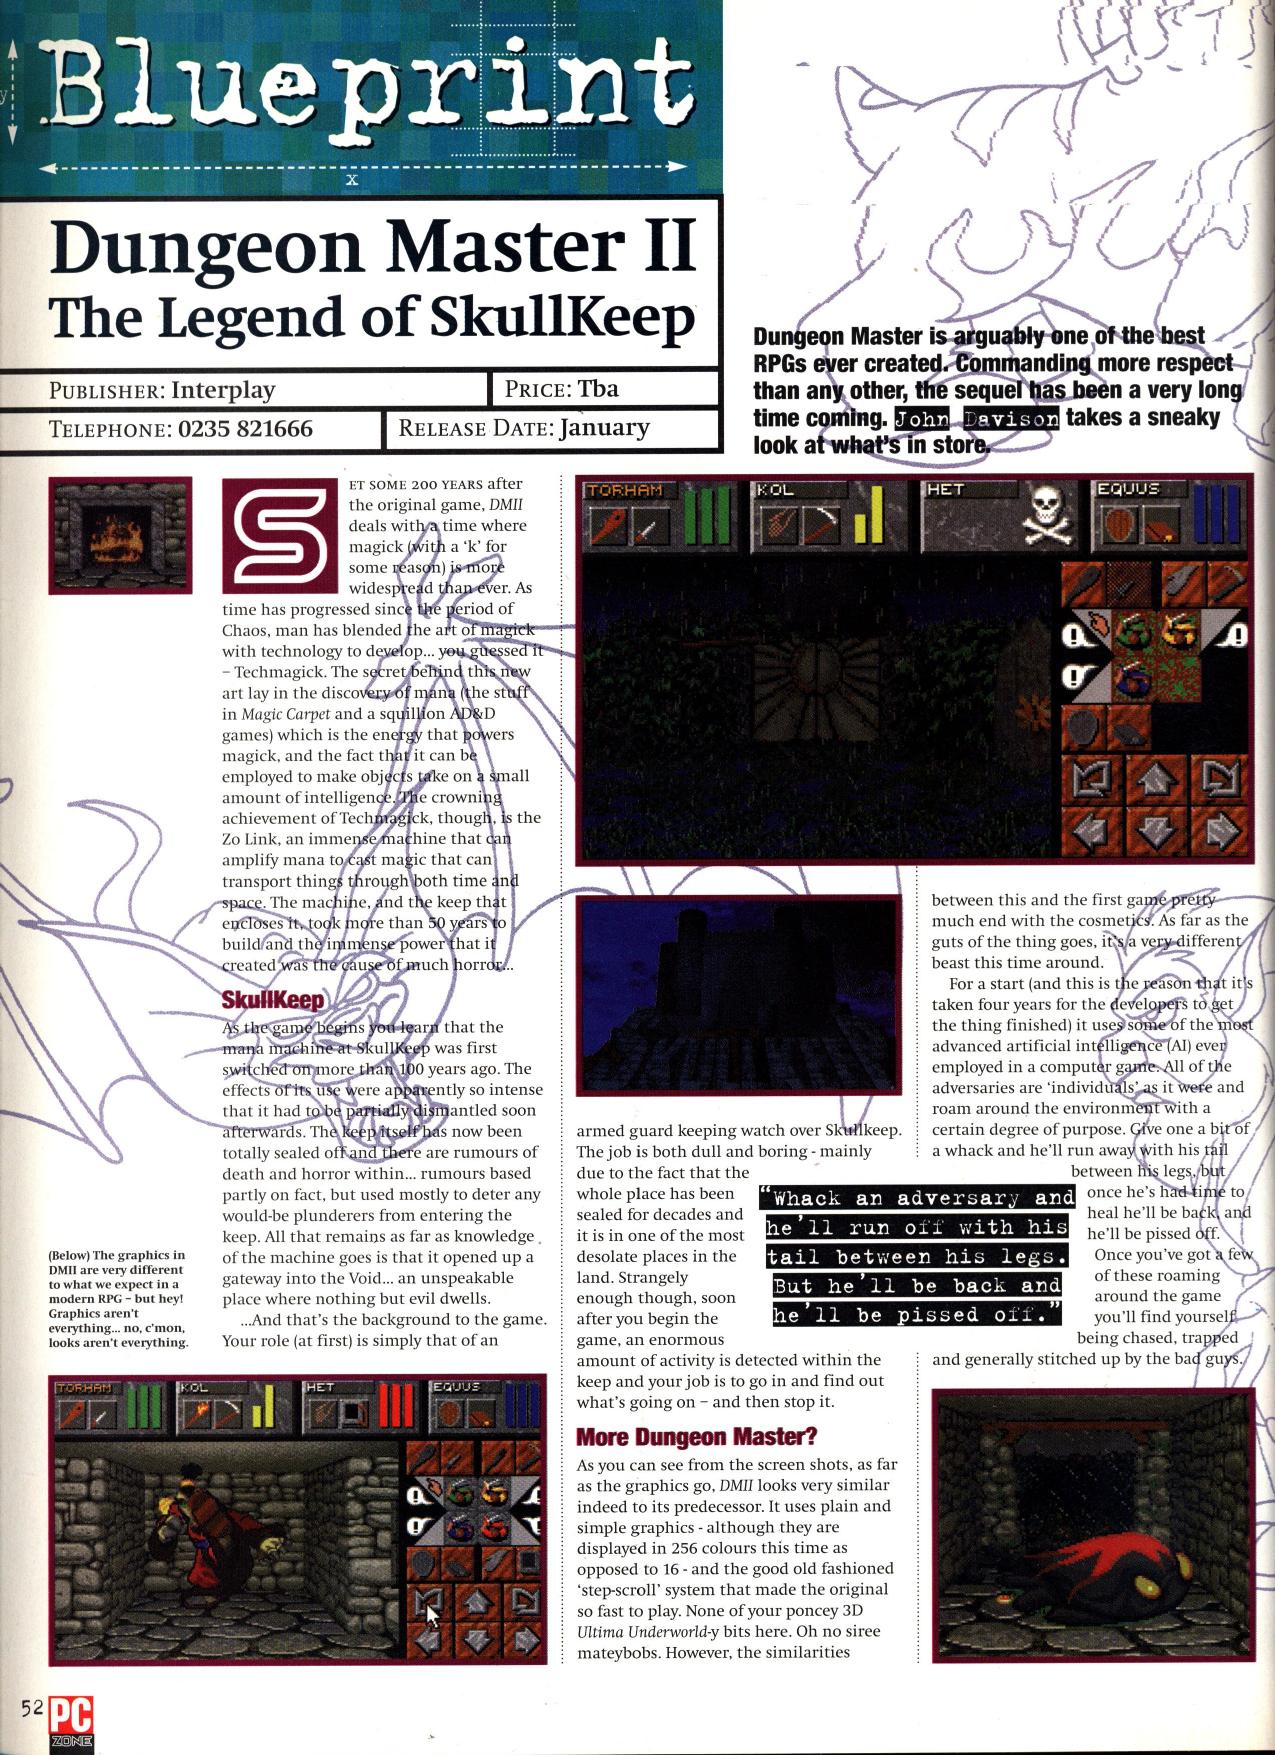 Blueprint
y
x
Dungeon Master II
The Legend of SkullKeep
PUBLISHER: Interplay
PRICE: Tba
TELEPHONE: 0235 821666
RELEASE DATE: January
Dungeon Master is arguably one of the best
RPGs ever created. Commanding more respect
than any other, the sequel has been a very long
time coming. John Davison takes a sneaky
look at what's in store.
SET SOME 200 YEARS after
the original game, DMII
deals with a time where
magick (with a 'k' for
some reason) is more
widespread than ever. As
time has progressed since the period of
Chaos, man has blended the art of magick
with technology to develop... you guessed it
– Techmagick. The secret behind this new
art lay in the discovery of mana (the stuff
in Magic Carpet and a squillion AD&D
games) which is the energy that powers
magick, and the fact that it can be
employed to make objects take on a small
amount of intelligence. The crowning
achievement of Techmagick, though, is the
Zo Link, an immense machine that can
amplify mana to cast magic that can
transport things through both time and
space. The machine, and the keep that
encloses it, took more than 50 years to
build and the immense power that it
created was the cause of much horror...
SkullKeep
As the game begins you learn that the
mana machine at SkullKeep was first
switched on more than 100 years ago. The
effects of its use were apparently so intense
that it had to be partially dismantled soon
afterwards. The keep itself has now been
totally sealed off and there are rumours of
death and horror within... rumours based
partly on fact, but used mostly to deter any
would-be plunderers from entering the
keep. All that remains as far as knowledge
of the machine goes is that it opened up a
gateway into the Void... an unspeakable
place where nothing but evil dwells.
...And that's the background to the game.
Your role (at first) is simply that of an
(Below) The graphics in
DMII are very different
to what we expect in a
modern RPG – but hey!
Graphics aren't
everything... no, c'mon,
looks aren't everything.
TORHAM KOL HET EQUUS
TORHAM KOL HET EQUUS
armed guard keeping watch over Skullkeep.
The job is both dull and boring - mainly
due to the fact that the
whole place has been
sealed for decades and
it is in one of the most
desolate places in the
land. Strangely
enough though, soon
after you begin the
game, an enormous
amount of activity is detected within the
keep and your job is to go in and find out
what's going on – and then stop it.
More Dungeon Master?
As you can see from the screen shots, as far
as the graphics go, DMII looks very similar
indeed to its predecessor. It uses plain and
simple graphics - although they are
displayed in 256 colours this time as
opposed to 16 - and the good old fashioned
'step-scroll' system that made the original
so fast to play. None of your poncey 3D
Ultima Underworld-y bits here. Oh no siree
mateybobs. However, the similarities
"Whack an adversary and
he'll run off with his
tail between his legs.
But he'll be back and
he'll be pissed off."
between this and the first game pretty
much end with the cosmetics. As far as the
guts of the thing goes, it's a very different
beast this time around.
For a start (and this is the reason that it's
taken four years for the developers to get
the thing finished) it uses some of the most
advanced artificial intelligence (AI) ever
employed in a computer game. All of the
adversaries are 'individuals' as it were and
roam around the environment with a
certain degree of purpose. Give one a bit of
a whack and he'll run away with his tail
between his legs, but
once he's had time to
heal he'll be back, and
he'll be pissed off.
Once you've got a few
of these roaming
around the game
you'll find yourself
being chased, trapped
and generally stitched up by the bad guys.
52
PC
ZONE